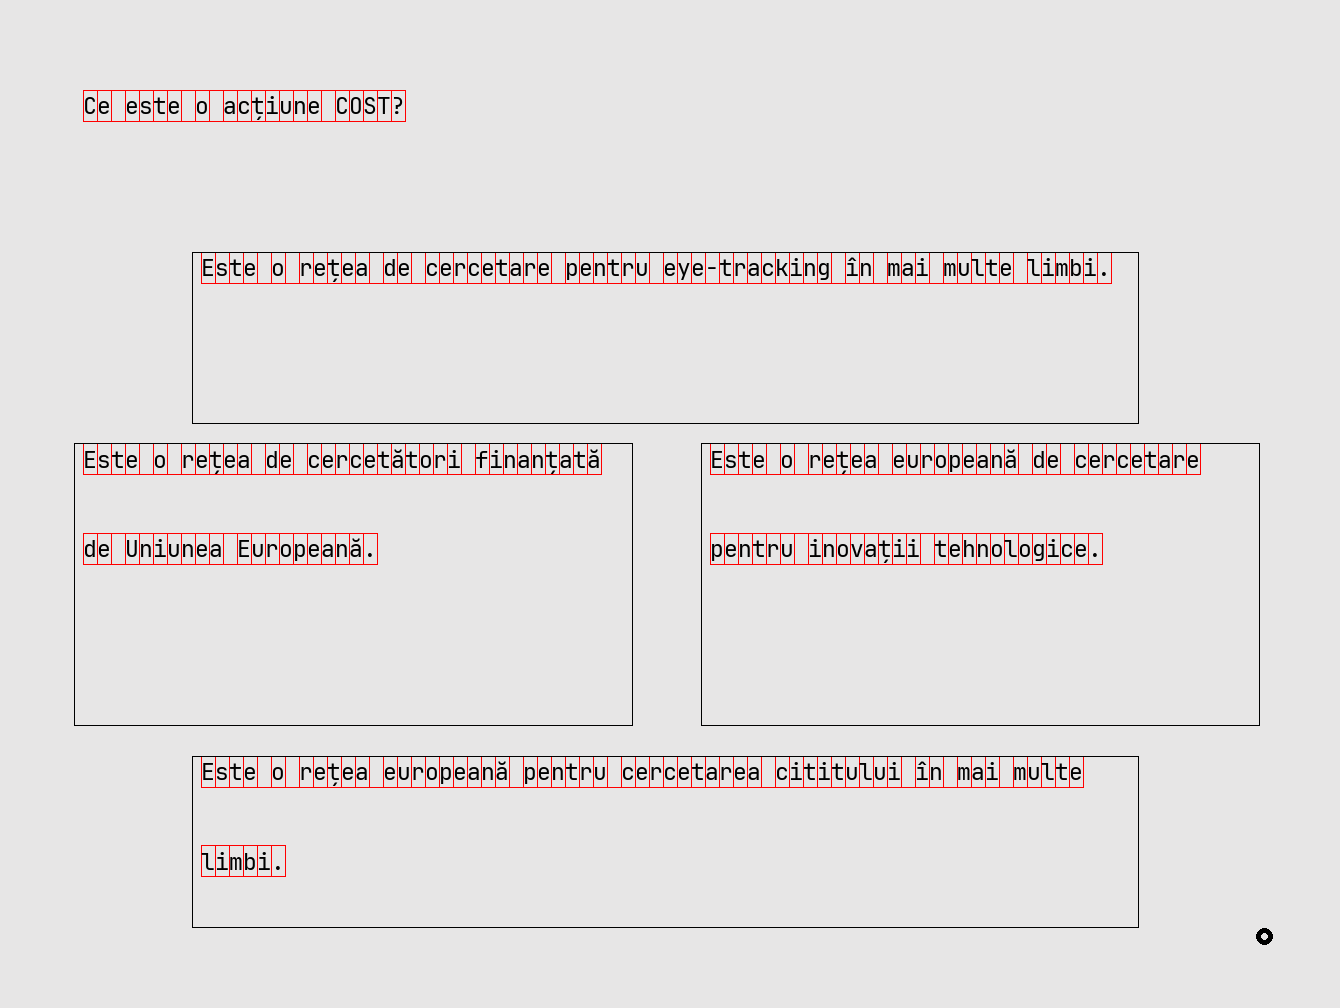 Ce este o acțiune COST?
Este o rețea de cercetare pentru eye-tracking în mai multe limbi.
Este o rețea de cercetători finanțată
de Uniunea Europeană.
Este o rețea europeană de cercetare
pentru inovații tehnologice.
Este o rețea europeană pentru cercetarea cititului în mai multe
limbi.